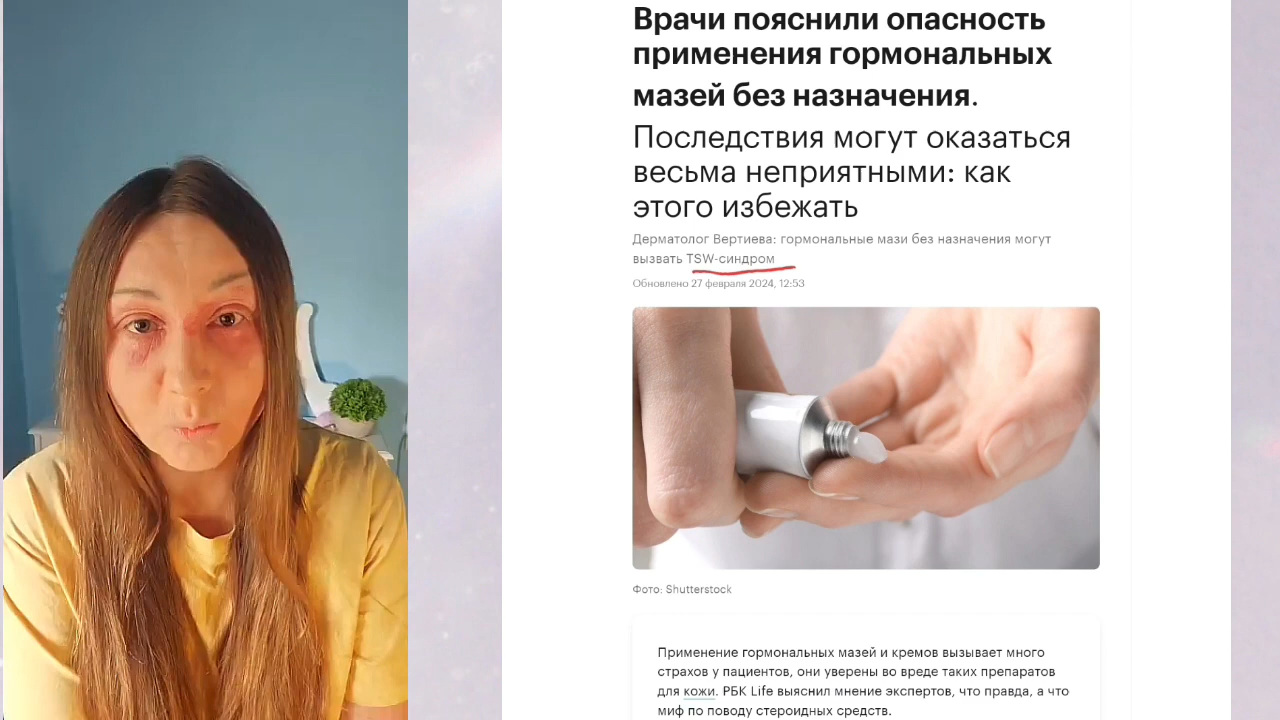 Врачи пояснили опасность
применения гормональных
мазей без назначения.
Последствия могут оказаться
весьма неприятными: как
этого избежать
Дерматолог Вертиева: гормональные мази без назначения могут
вызвать TSW-синдром
Обновлено 27 февраля 2024, 12:53
Фото: Shutterstock
Применение гормональных мазей и кремов вызывает много
страхов у пациентов, они уверены во вреде таких препаратов
для кожи. РБК Life выяснил мнение экспертов, что правда, а что
миф по поводу стероидных средств.